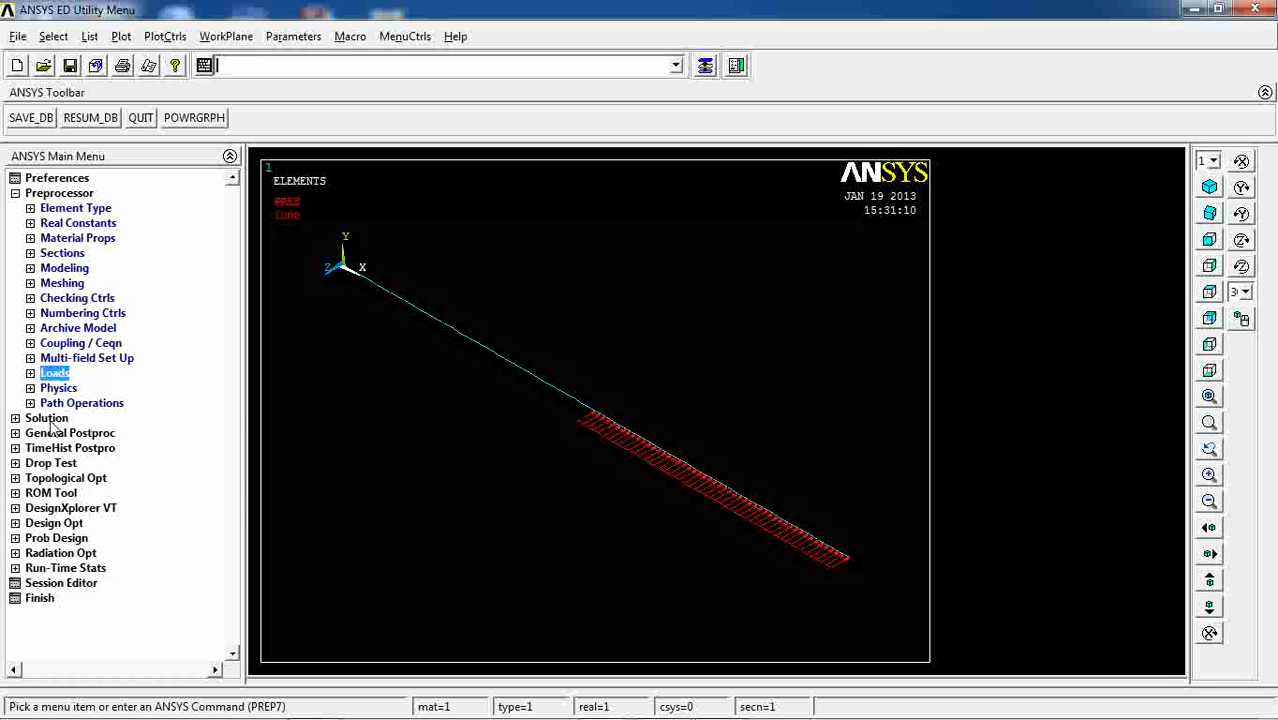 ANSYS ED Utility Menu
File Select List Plot PlotCtrls WorkPlane Parameters Macro MenuCtrls Help
ANSYS Toolbar
SAVE_DB RESUM_DB QUIT POWRGRPH
ANSYS Main Menu
Preferences
Preprocessor
Element Type
Real Constants
Material Props
Sections
Modeling
Meshing
Checking Ctrls
Numbering Ctrls
Archive Model
Coupling / Ceqn
Multi-field Set Up
Loads
Physics
Path Operations
Solution
General Postproc
TimeHist Postpro
Drop Test
Topological Opt
ROM Tool
DesignXplorer VT
Design Opt
Prob Design
Radiation Opt
Run-Time Stats
Session Editor
Finish
1
ELEMENTS
ANSYS
JAN 19 2013
15:31:10
Y
Z X
1
Pick a menu item or enter an ANSYS Command (PREP7) mat=1 type=1 real=1 csys=0 secn=1